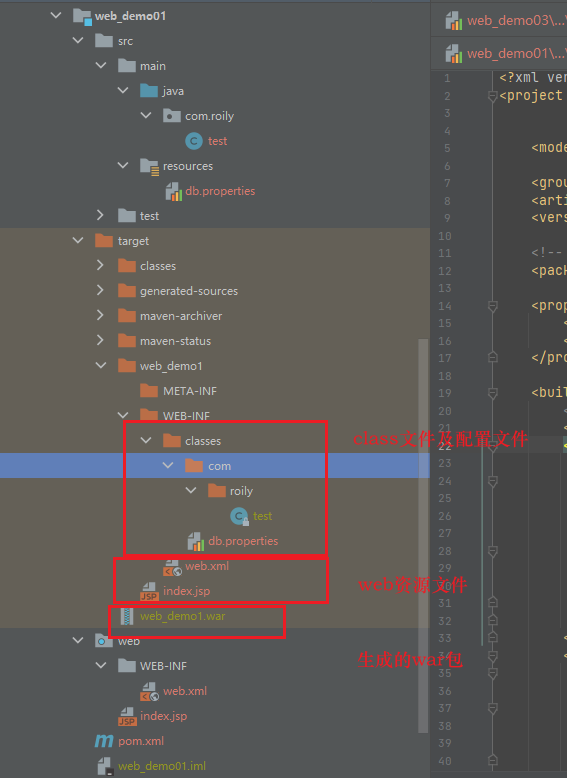 web_demo01
src
main
java
com.roily
test
resources
db.properties
test
target
classes
generated-sources
maven-archiver
maven-status
web_demo1
META-INF
WEB-INF
classes
com
roily
test
db.properties
web.xml
index.jsp
web_demo1.war
web
WEB-INF
web.xml
index.jsp
pom.xml
web_demo01.iml
class文件及配置文件
web资源文件
生成的war包
web_demo03\...\
web_demo01\...\
1 <?xml ver
2 <project
3
4
5 <mode
6
7 <grou
8 <arti
9 <vers
10
11 <!--
12 <pack
13
14 <prop
15 <
16 <
17 </pro
18
19 <buil
20 <
21 <
22 <
23
24
25
26
27
28
29
30
31
32
33 <
34 <
35
36
37
38
39
40